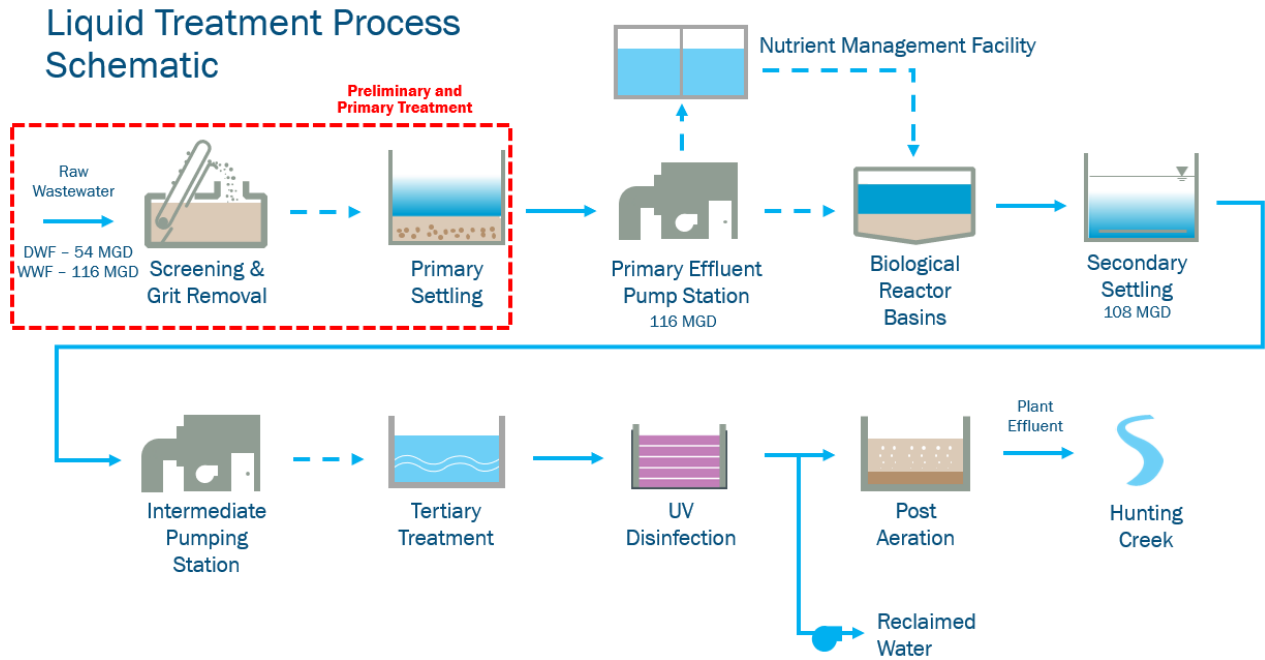 Liquid Treatment Process
Schematic
Nutrient Management Facility
Preliminary and
Primary Treatment
Raw
Wastewater
DWF – 54 MGD
WWF – 116 MGD
Screening &
Grit Removal
Primary
Settling
Primary Effluent
Pump Station
116 MGD
Biological
Reactor
Basins
Secondary
Settling
108 MGD
Intermediate
Pumping
Station
Tertiary
Treatment
UV
Disinfection
Post
Aeration
Plant
Effluent
Hunting
Creek
Reclaimed
Water